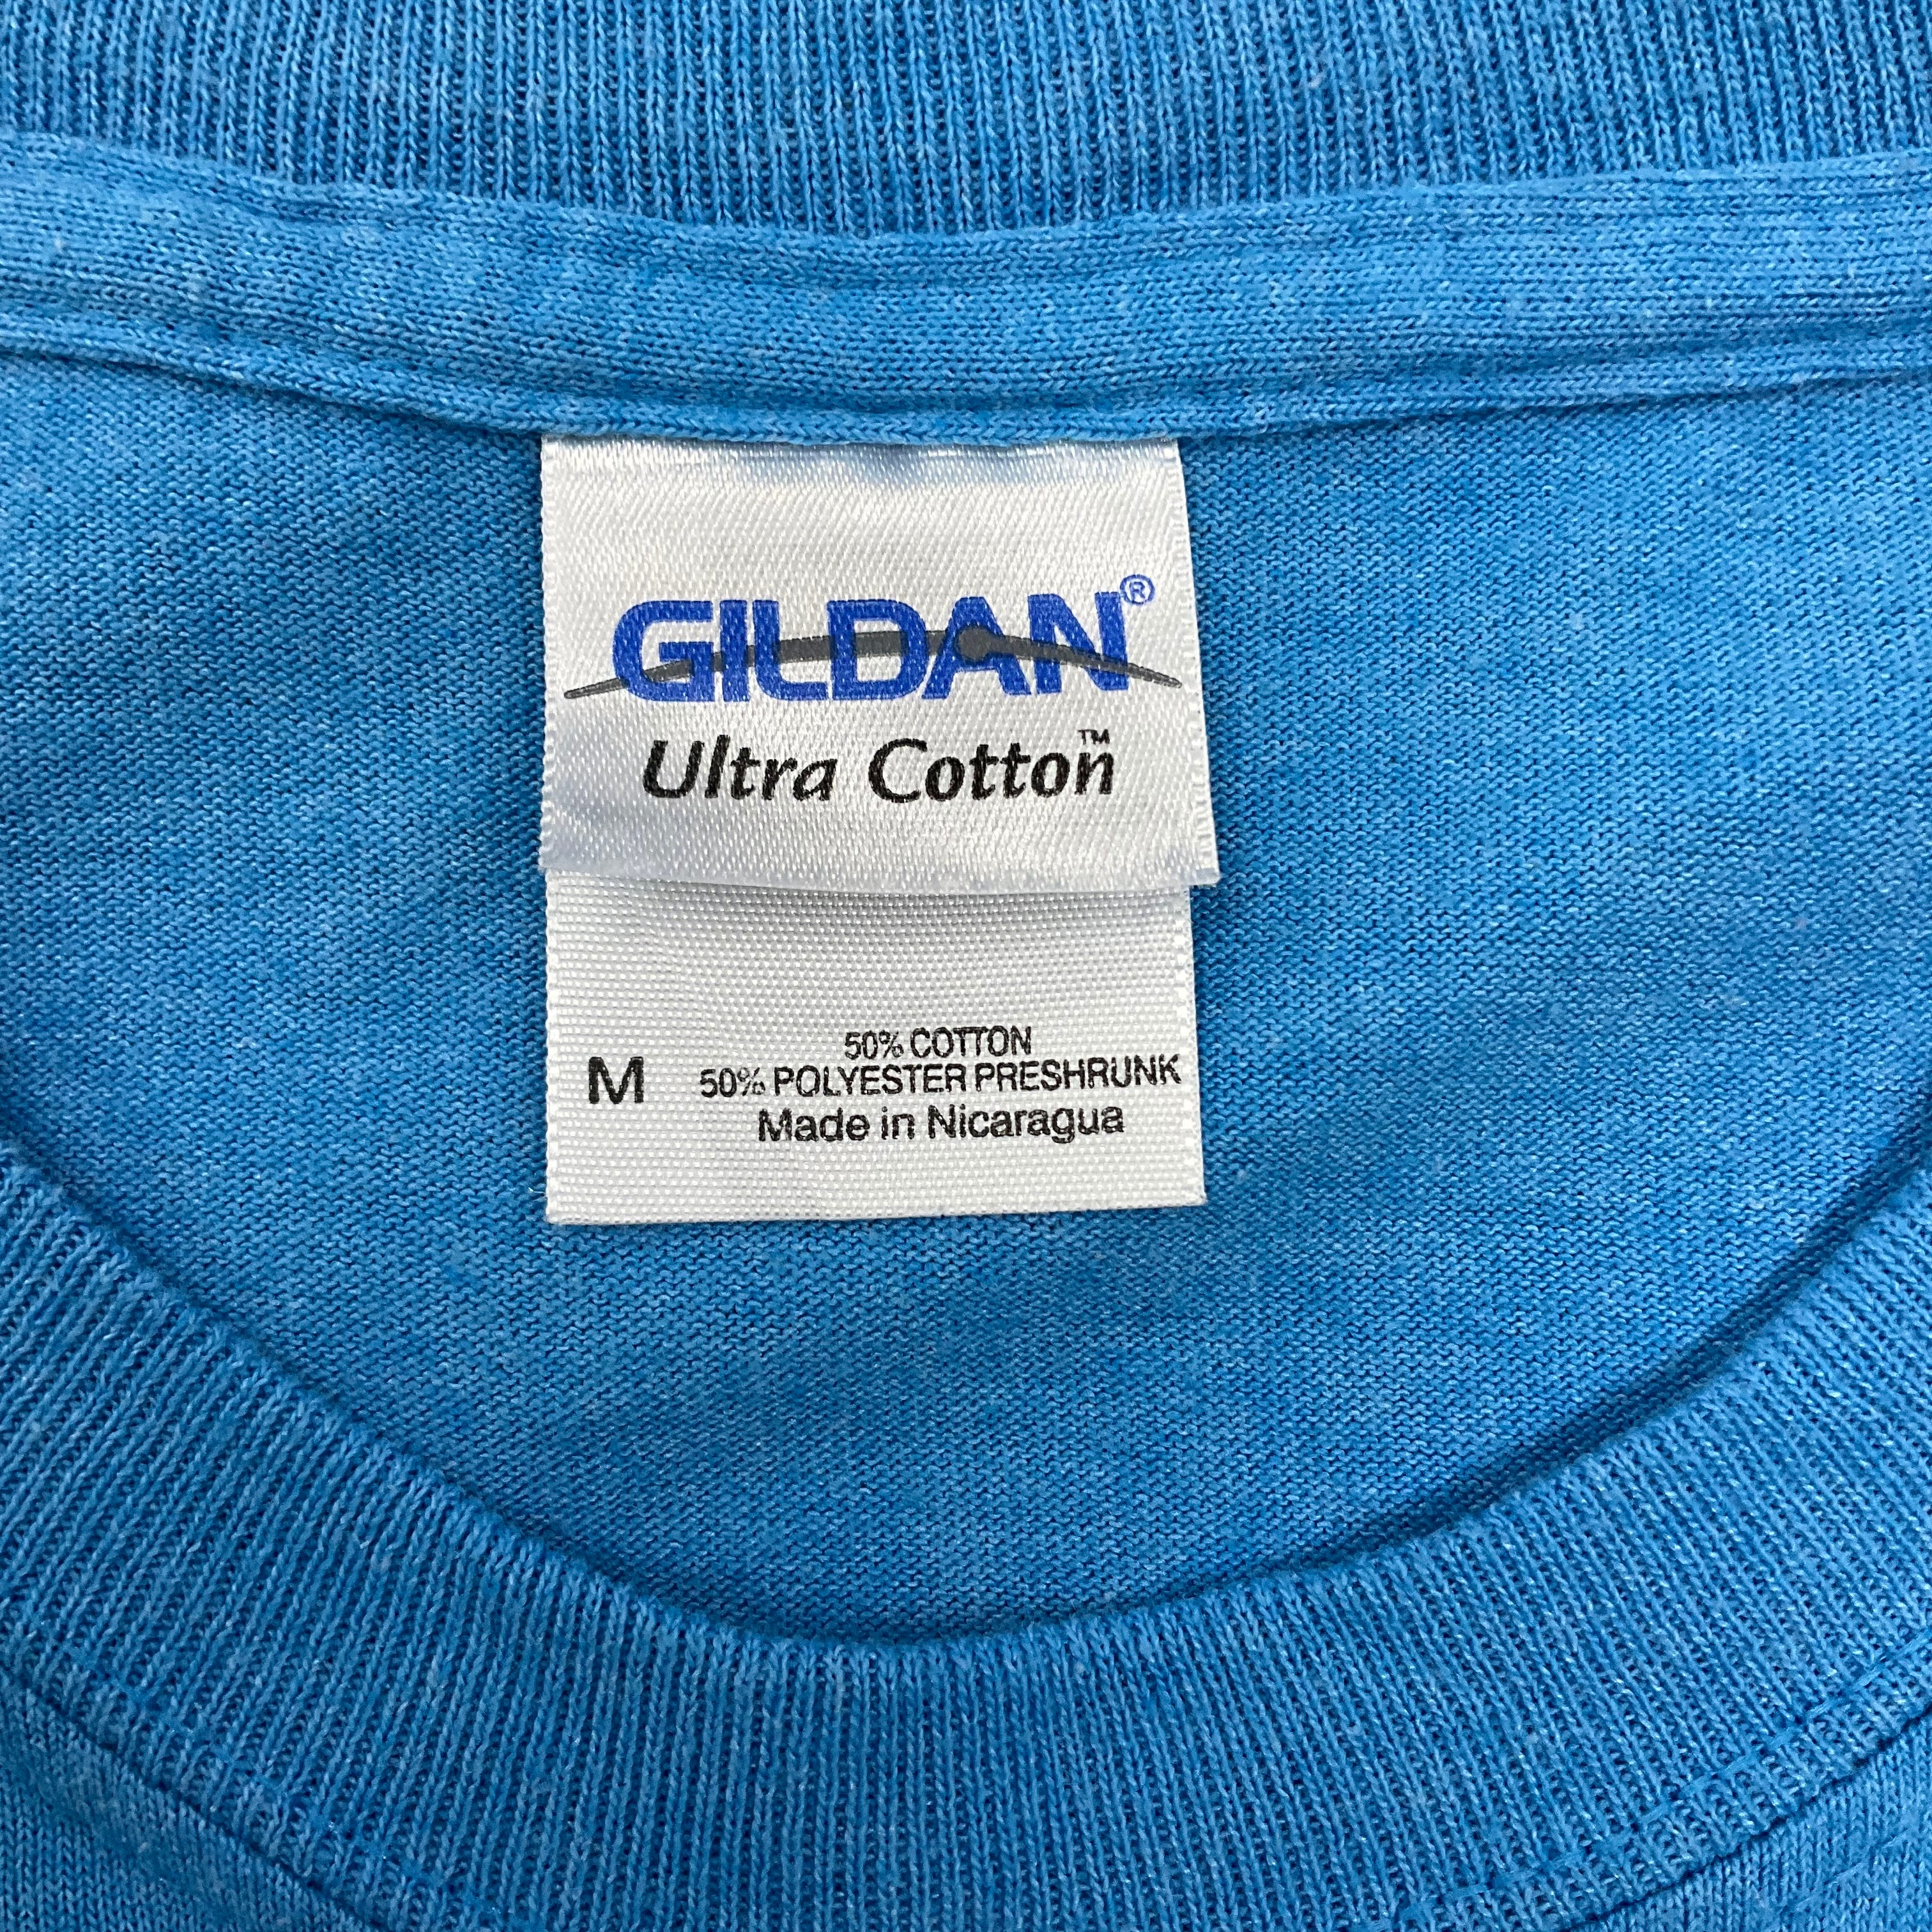 GILDAN®
Ultra Cotton™
50% COTTON
M 50% POLYESTER PRESHRUNK
Made in Nicaragua